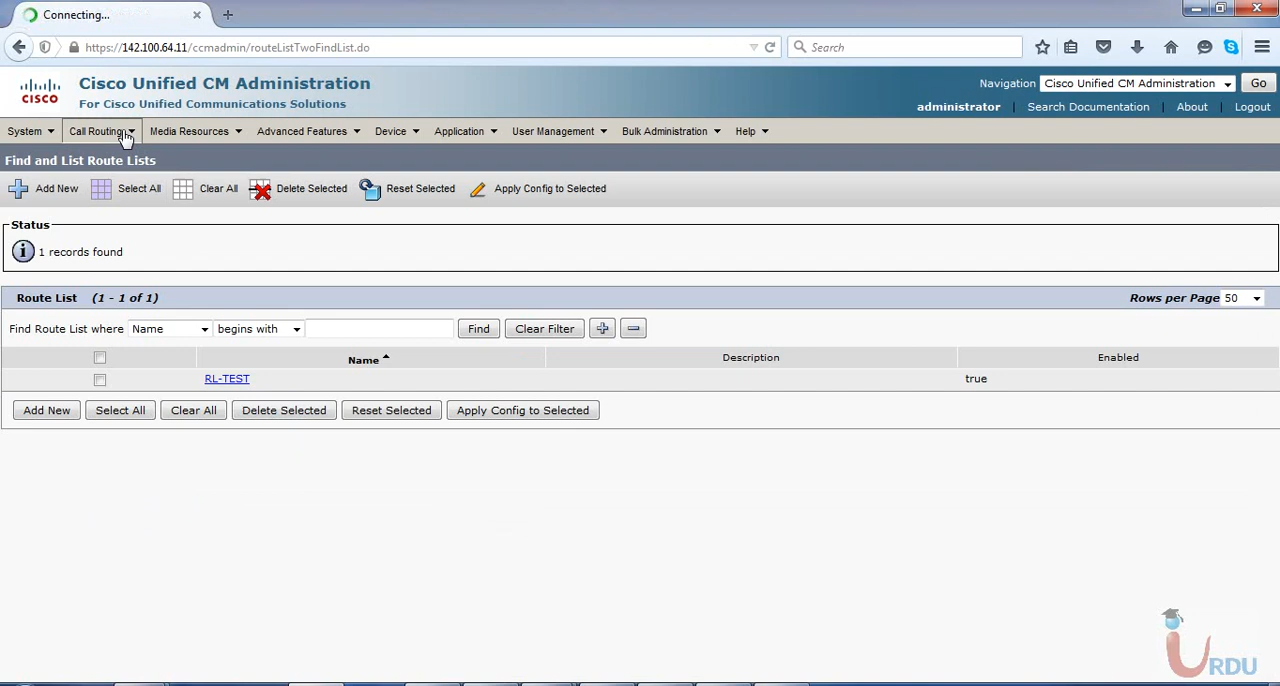 Connecting...
https://142.100.64.11/ccmadmin/routeListTwoFindList.do
Search
CISCO
Cisco Unified CM Administration
For Cisco Unified Communications Solutions
Navigation Cisco Unified CM Administration Go
administrator | Search Documentation | About | Logout
System Call Routing Media Resources Advanced Features Device Application User Management Bulk Administration Help
Find and List Route Lists
Add New Select All Clear All Delete Selected Reset Selected Apply Config to Selected
Status
i 1 records found
Route List (1 - 1 of 1) Rows per Page 50
Find Route List where Name begins with Find Clear Filter
Name Description Enabled
RL-TEST true
Add New Select All Clear All Delete Selected Reset Selected Apply Config to Selected
URDU